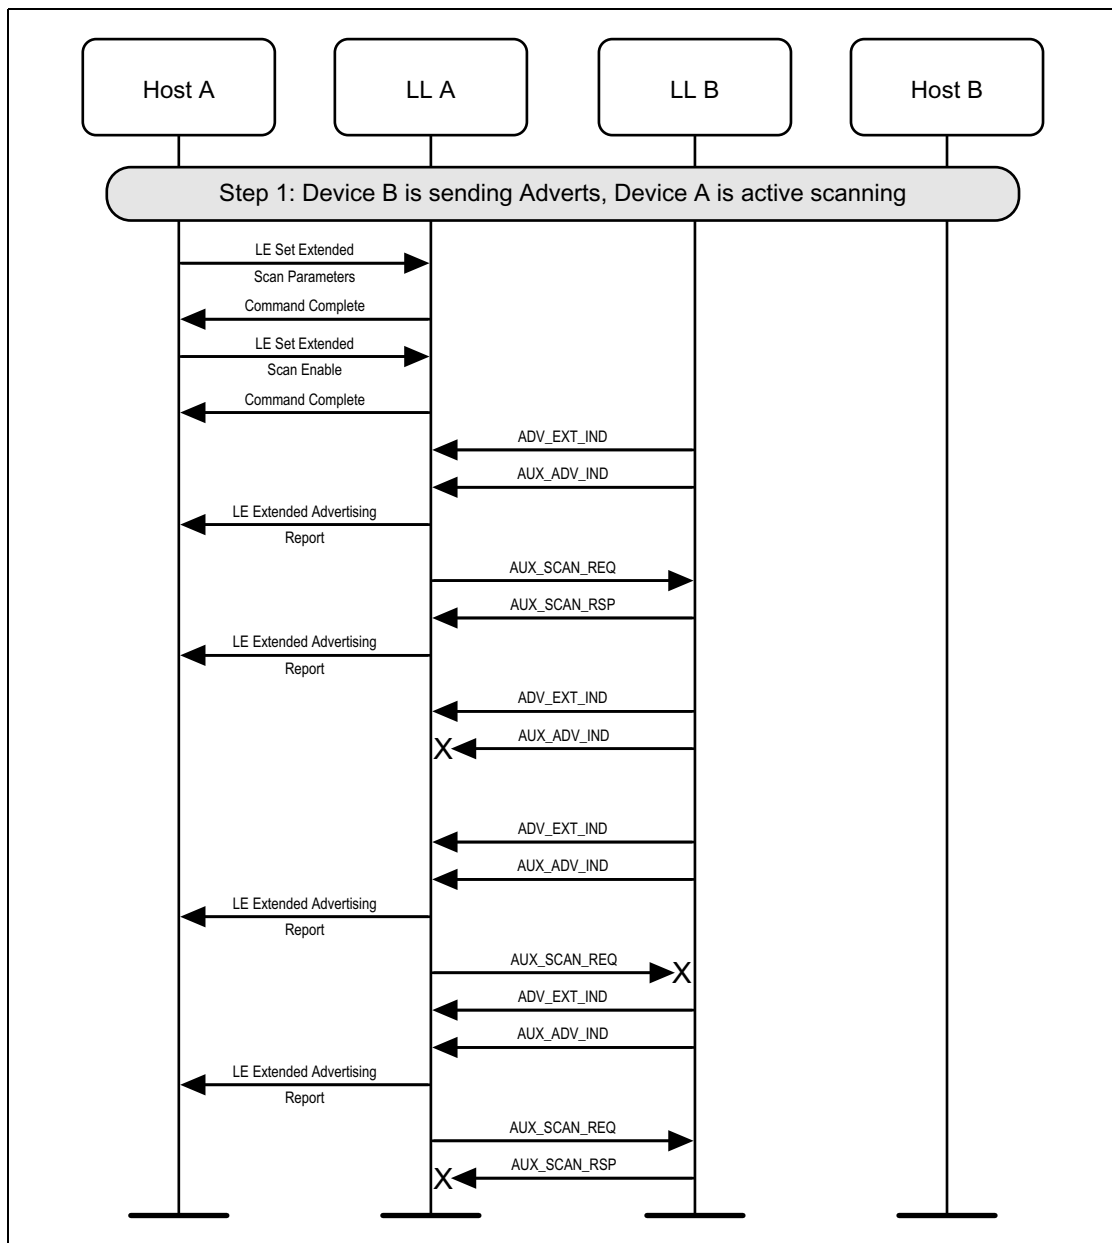 Host A
LL A
LL B
Host B
Step 1: Device B is sending Adverts, Device A is active scanning
LE Set Extended
Scan Parameters
Command Complete
LE Set Extended
Scan Enable
Command Complete
ADV_EXT_IND
AUX_ADV_IND
LE Extended Advertising
Report
AUX_SCAN_REQ
AUX_SCAN_RSP
LE Extended Advertising
Report
ADV_EXT_IND
X
AUX_ADV_IND
ADV_EXT_IND
AUX_ADV_IND
LE Extended Advertising
Report
AUX_SCAN_REQ
X
ADV_EXT_IND
AUX_ADV_IND
LE Extended Advertising
Report
AUX_SCAN_REQ
X
AUX_SCAN_RSP